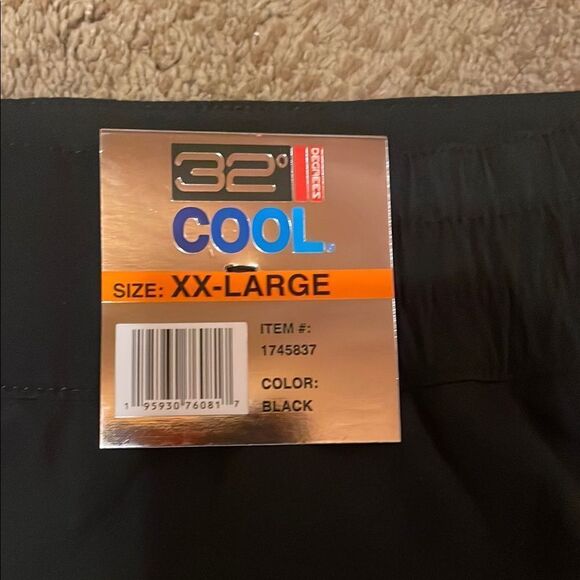 32° DEGREES
COOL
SIZE: XX-LARGE
ITEM #:
1745837
COLOR:
BLACK
1 95930 76081 7